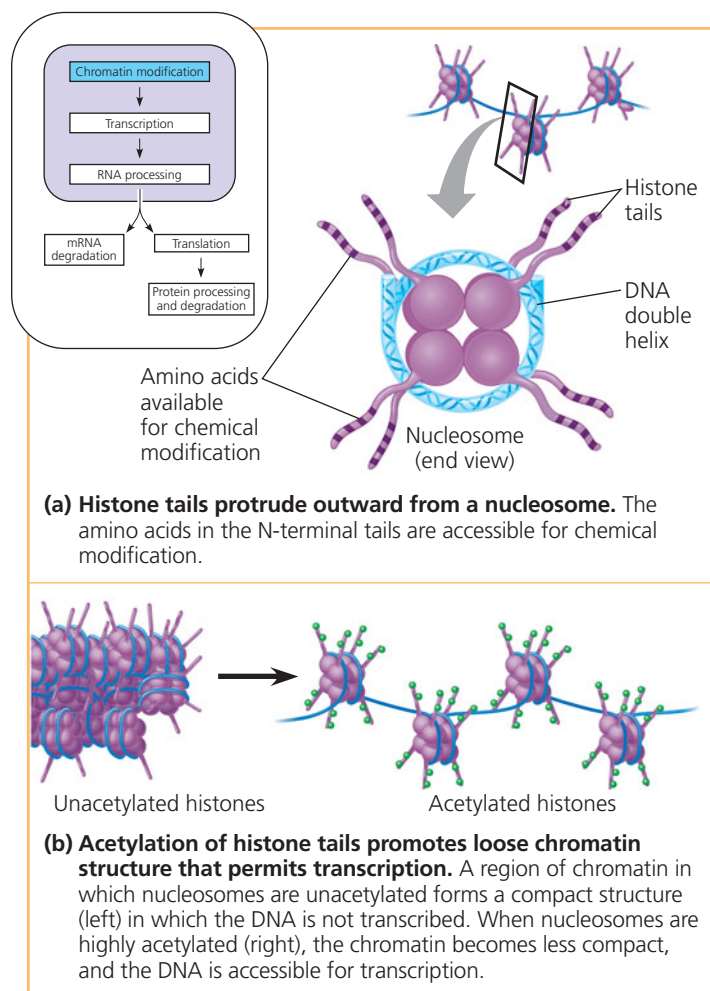 Chromatin modification
Transcription
RNA processing
mRNA
degradation
Translation
Protein processing
and degradation
Histone
tails
DNA
double
helix
Amino acids
available
for chemical
modification
Nucleosome
(end view)
(a) Histone tails protrude outward from a nucleosome. The
amino acids in the N-terminal tails are accessible for chemical
modification.
Unacetylated histones
Acetylated histones
(b) Acetylation of histone tails promotes loose chromatin
structure that permits transcription. A region of chromatin in
which nucleosomes are unacetylated forms a compact structure
(left) in which the DNA is not transcribed. When nucleosomes are
highly acetylated (right), the chromatin becomes less compact,
and the DNA is accessible for transcription.